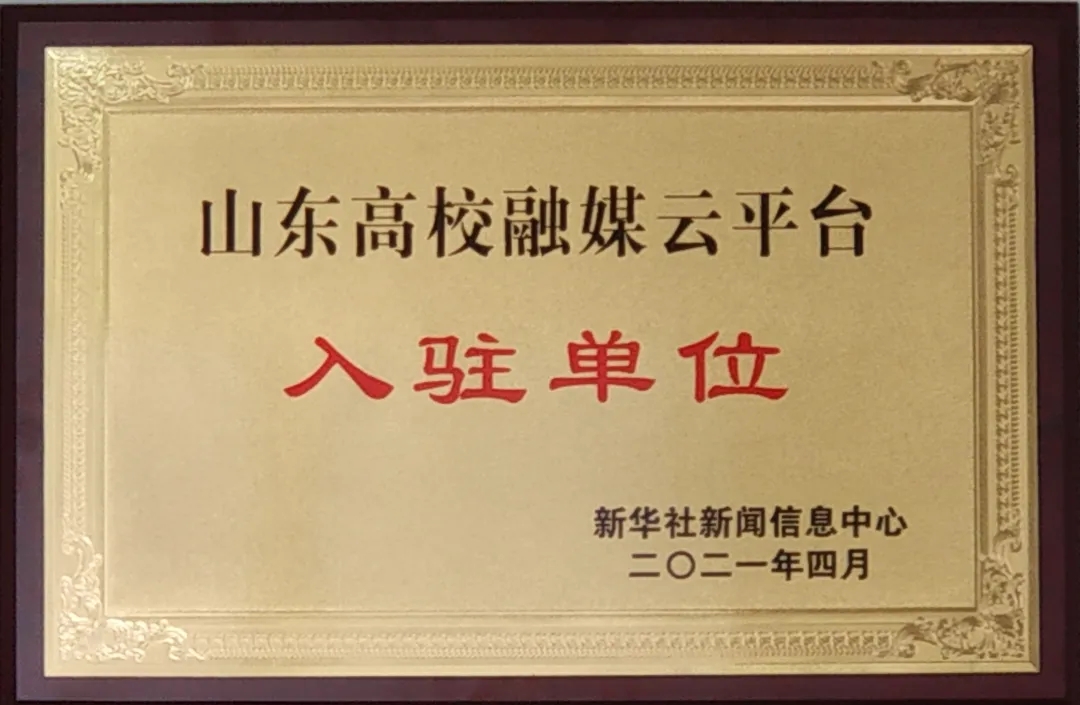 山东高校融媒云平台
入驻单位
新华社新闻信息中心
二〇二一年四月